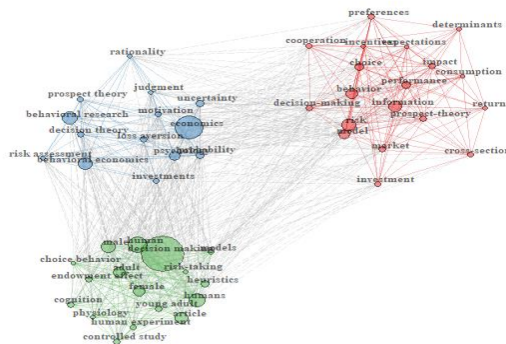 preferences
determinants
cooperation
incentives
expectations
rationality
choice
impact
consumption
judgment
performance
prospect theory
behavior
uncertainty
behavioral research
motivation
decision-making
information
return
economics
prospect-theory
decision theory
risk
loss aversion
model
risk assessment
probability
market
cross-section
behavioral economics
investments
investment
male
human
decision making
models
choice behavior
adult
risk-taking
endowment effect
heuristics
female
humans
cognition
young adult
physiology
article
human experiment
controlled study